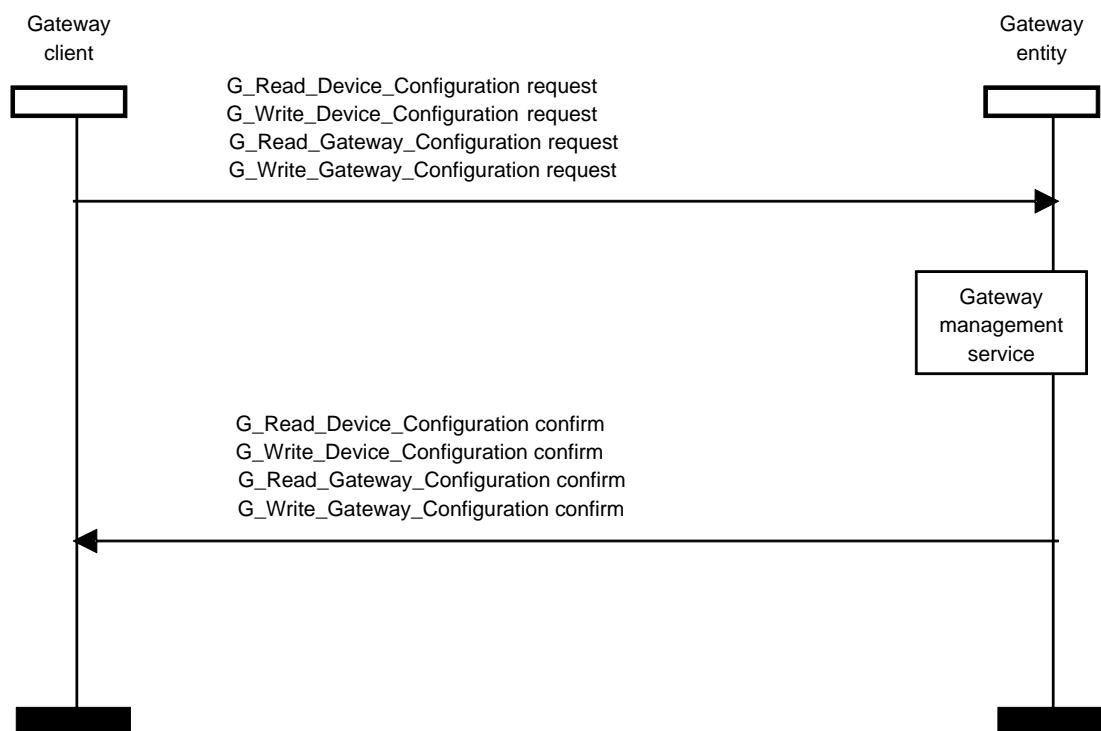 Gateway
client
Gateway
entity
G_Read_Device_Configuration request
G_Write_Device_Configuration request
G_Read_Gateway_Configuration request
G_Write_Gateway_Configuration request
Gateway
management
service
G_Read_Device_Configuration confirm
G_Write_Device_Configuration confirm
G_Read_Gateway_Configuration confirm
G_Write_Gateway_Configuration confirm